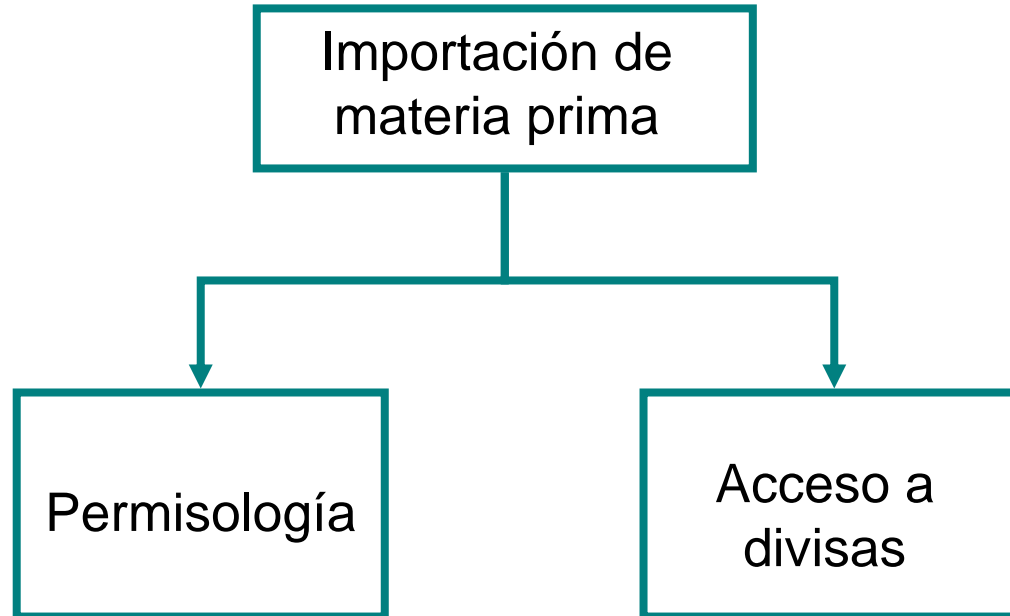 Importación de
materia prima
Permisología
Acceso a
divisas